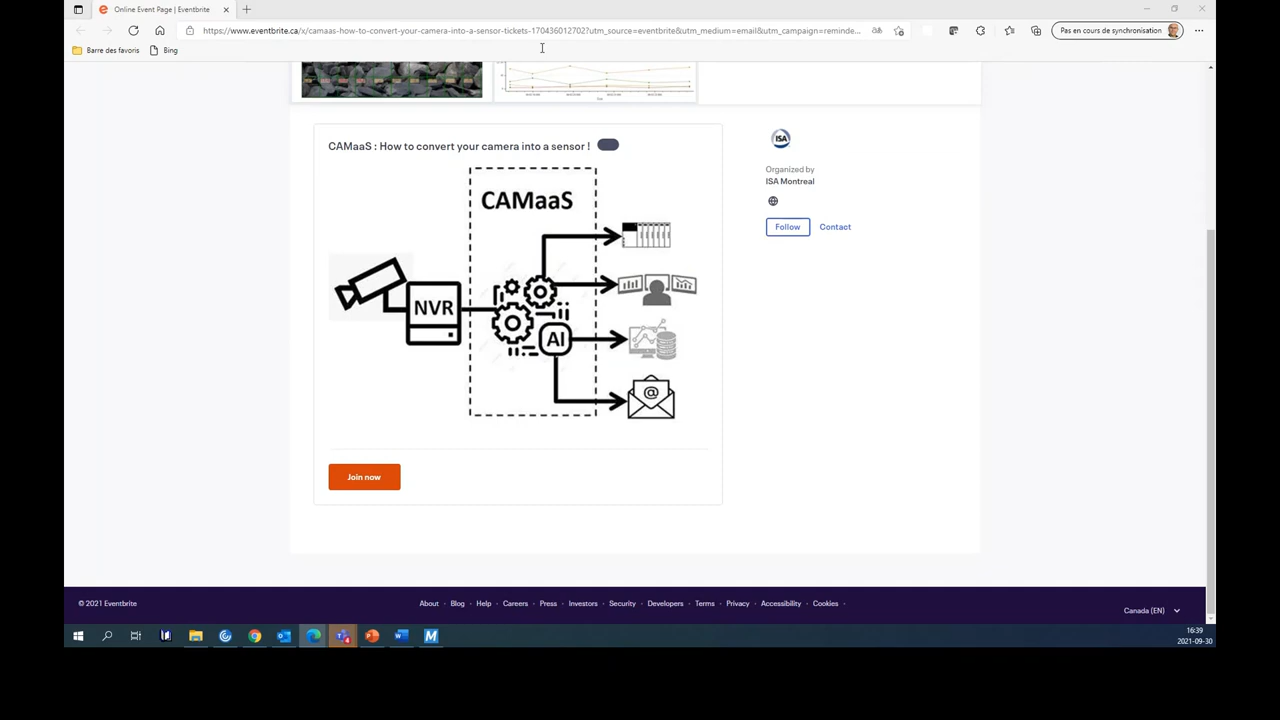 Online Event Page | Eventbrite
https://www.eventbrite.ca/x/camaas-how-to-convert-your-camera-into-a-sensor-tickets-170436012702?utm_source=eventbrite&utm_medium=email&utm_campaign=reminde...
Pas en cours de synchronisation
Barre des favoris
Bing
CAMaaS : How to convert your camera into a sensor !
ISA
Organized by
ISA Montreal
Follow
Contact
CAMaaS
NVR
AI
@
Join now
© 2021 Eventbrite
About · Blog · Help · Careers · Press · Investors · Security · Developers · Terms · Privacy · Accessibility · Cookies ·
Canada (EN)
16:39
2021-09-30